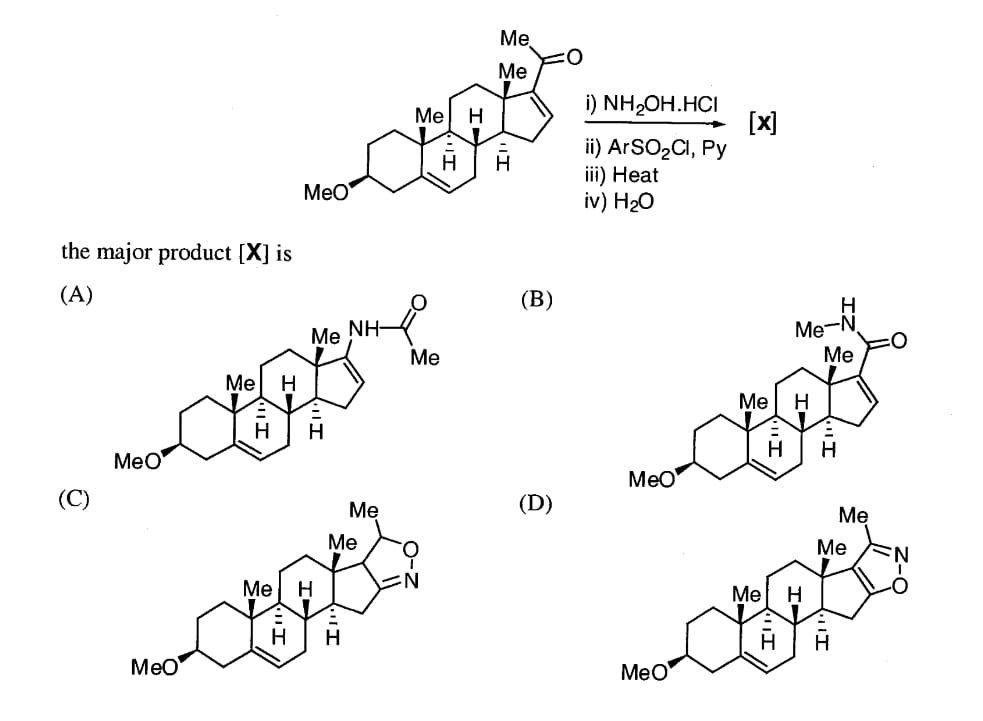 Me
O
Me
i) NH₂OH.HCl
[X]
Me H
ii) ArSO₂Cl, Py
H H
iii) Heat
MeO
iv) H₂O
the major product [X] is
(A)
(B)
O
H
Me NH
Me-N
O
Me
Me
Me H
Me H
H H
H H
MeO
MeO
(C)
(D)
Me
Me
Me
O
Me
N
N
O
Me H
Me H
H H
H H
MeO
MeO